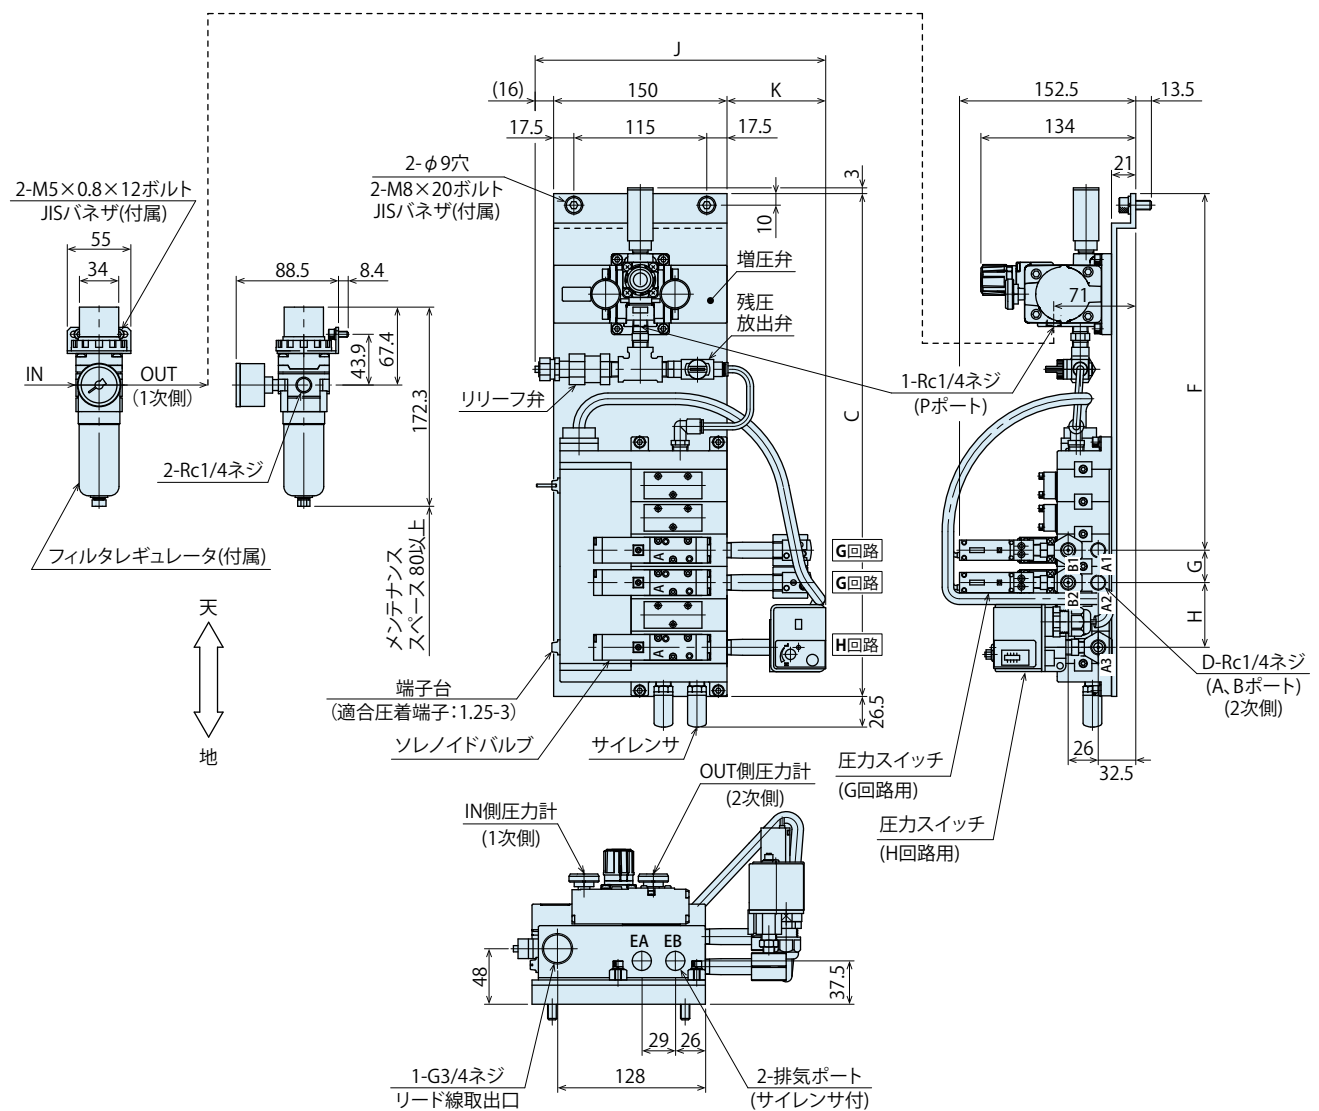 J
(16)
150
K
17.5
115
17.5
2-φ9穴
2-M8×20ボルト
JISバネザ(付属)
3
10
増圧弁
残圧
放出弁
1-Rc1/4ネジ
(Pポート)
リリーフ弁
C
G回路
G回路
H回路
A
A
A
26.5
端子台
(適合圧着端子：1.25-3)
ソレノイドバルブ
サイレンサ
2-M5×0.8×12ボルト
JISバネザ(付属)
55
34
IN
OUT
(1次側)
88.5
8.4
43.9
67.4
172.3
2-Rc1/4ネジ
フィルタレギュレータ(付属)
メンテナンス
スペース 80以上
天
地
152.5
13.5
134
21
71
F
G
H
B1
A1
B2
A2
A3
D-Rc1/4ネジ
(A、Bポート)
(2次側)
26
32.5
圧力スイッチ
(G回路用)
圧力スイッチ
(H回路用)
OUT側圧力計
(2次側)
IN側圧力計
(1次側)
EA
EB
48
37.5
29
26
128
1-G3/4ネジ
リード線取出口
2-排気ポート
(サイレンサ付)